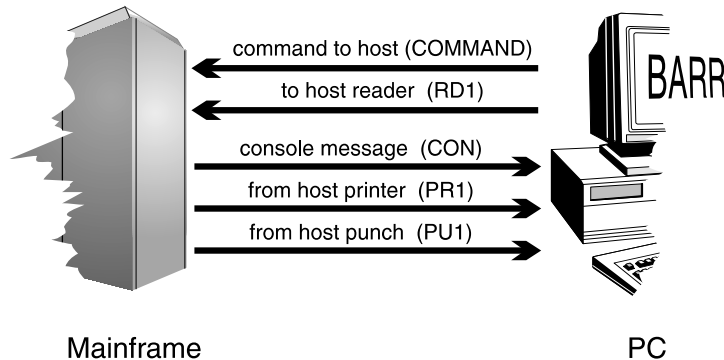 command to host (COMMAND)
to host reader (RD1)
console message (CON)
from host printer (PR1)
from host punch (PU1)
BARR
Mainframe
PC